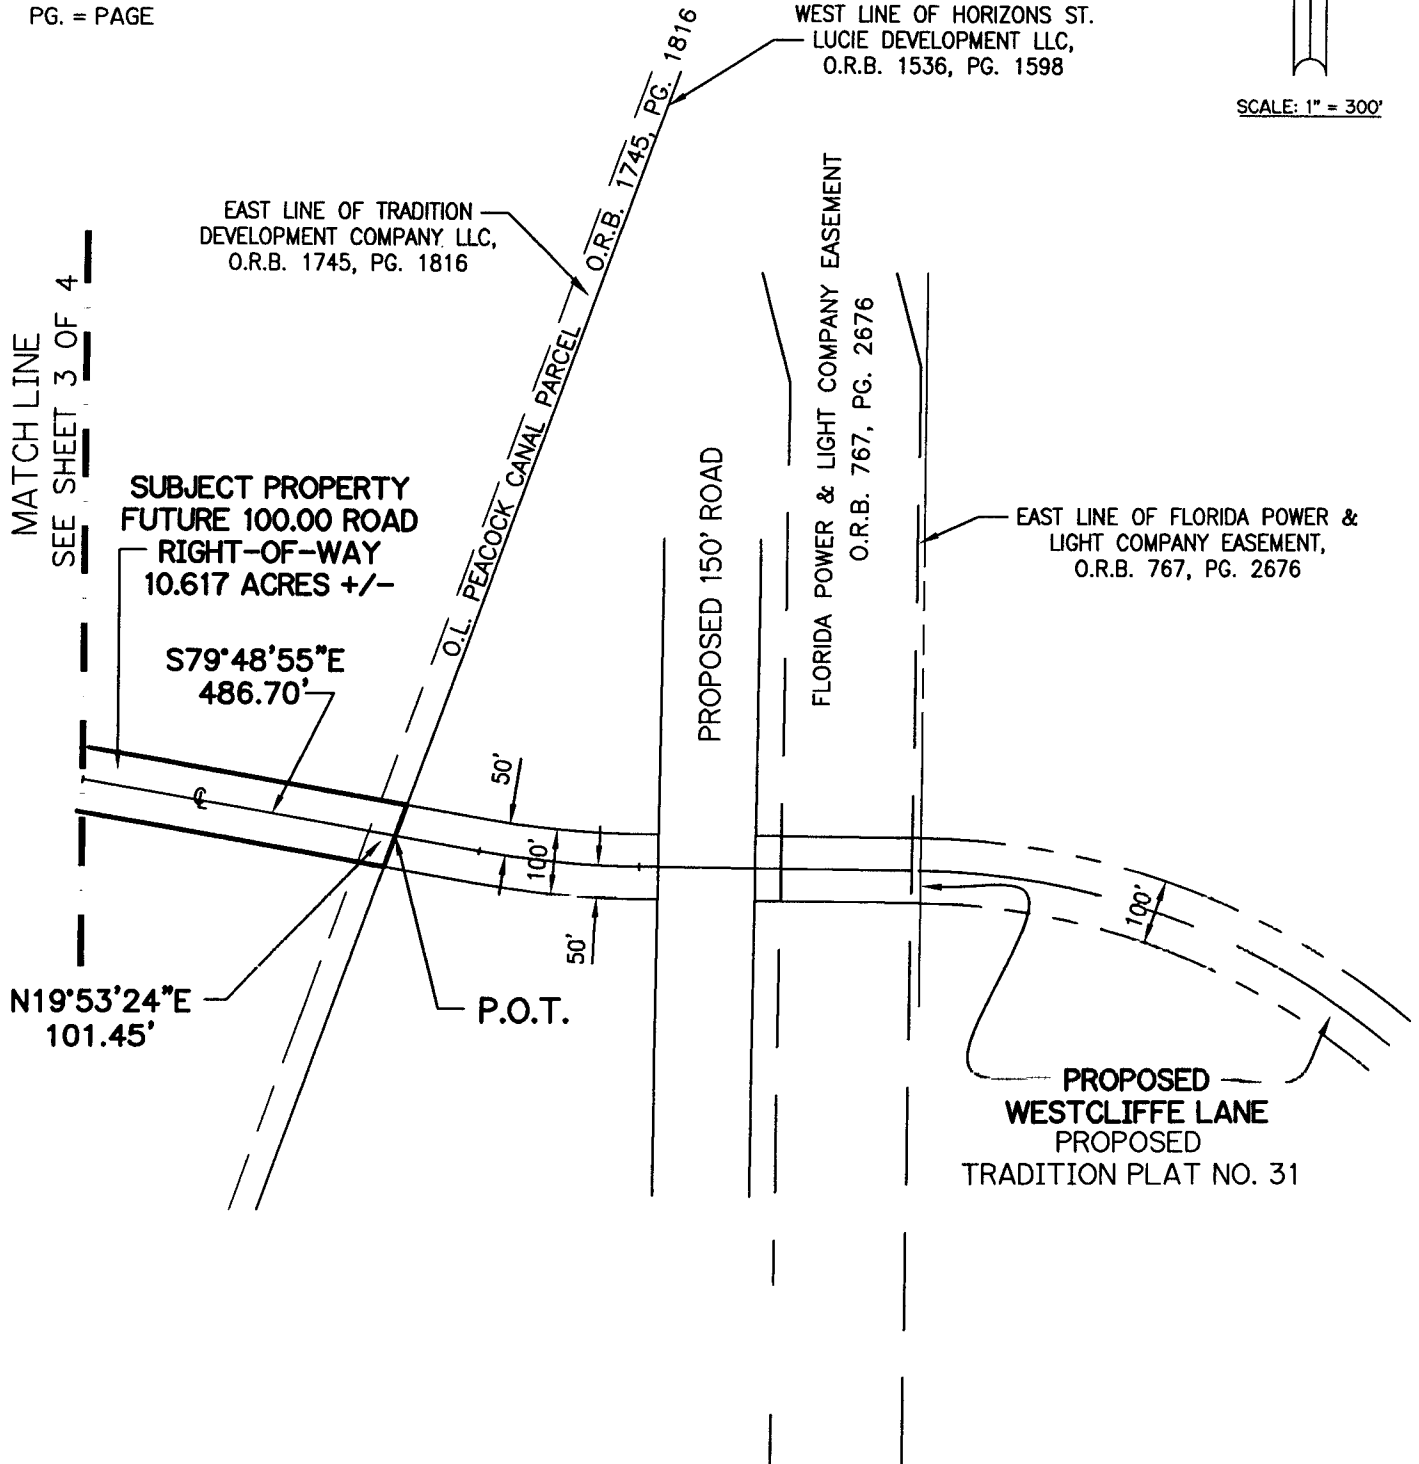 PG. = PAGE
WEST LINE OF HORIZONS ST.
LUCIE DEVELOPMENT LLC,
O.R.B. 1536, PG. 1598
SCALE: 1" = 300'
EAST LINE OF TRADITION
DEVELOPMENT COMPANY LLC,
O.R.B. 1745, PG. 1816
O.L. PEACOCK CANAL PARCEL O.R.B. 1745, PG. 1816
MATCH LINE
SEE SHEET 3 OF 4
SUBJECT PROPERTY
FUTURE 100.00 ROAD
RIGHT-OF-WAY
10.617 ACRES +/-
S79°48'55"E
486.70'
PROPOSED 150' ROAD
FLORIDA POWER & LIGHT COMPANY EASEMENT
O.R.B. 767, PG. 2676
EAST LINE OF FLORIDA POWER &
LIGHT COMPANY EASEMENT,
O.R.B. 767, PG. 2676
50'
℄
100'
50'
100'
N19°53'24"E
101.45'
P.O.T.
PROPOSED
WESTCLIFFE LANE
PROPOSED
TRADITION PLAT NO. 31